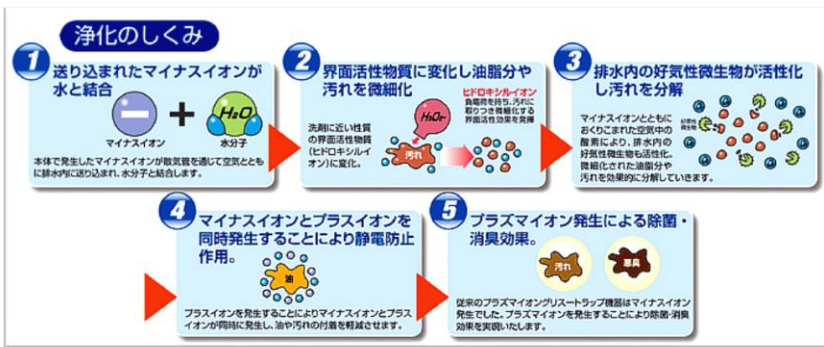 浄化のしくみ
1
送り込まれたマイナスイオンが
水と結合
－
＋
H2O
マイナスイオン
水分子
本体で発生したマイナスイオンが散気管を通じて空気ととも
に排水内に送り込まれ、水分子と結合します。
2
界面活性物質に変化し油脂分や
汚れを微細化
洗剤に近い性質
の界面活性物質
(ヒドロキシルイ
オン)に変化。
H3O2-
汚れ
ヒドロキシルイオン
負電荷を持ち、汚れに
取りつき微細化する
界面活性効果を発揮
3
排水内の好気性微生物が活性化
し汚れを分解
マイナスイオンとともに
おくりこまれた空気中の
酸素により、排水内の
好気性微生物も活性化。
微細化された油脂分や
汚れを効果的に分解していきます。
好気性
微生物
4
マイナスイオンとプラスイオンを
同時発生することにより静電防止
作用。
油
プラスイオンを発生することによりマイナスイオンとプラス
イオンが同時に発生し、油や汚れの付着を軽減させます。
5
プラズマイオン発生による除菌・
消臭効果。
汚れ
悪臭
従来のプラズマイオングリストラップ機器はマイナスイオン
発生でした。プラズマイオンを発生することにより除菌・消臭
効果を実現いたします。